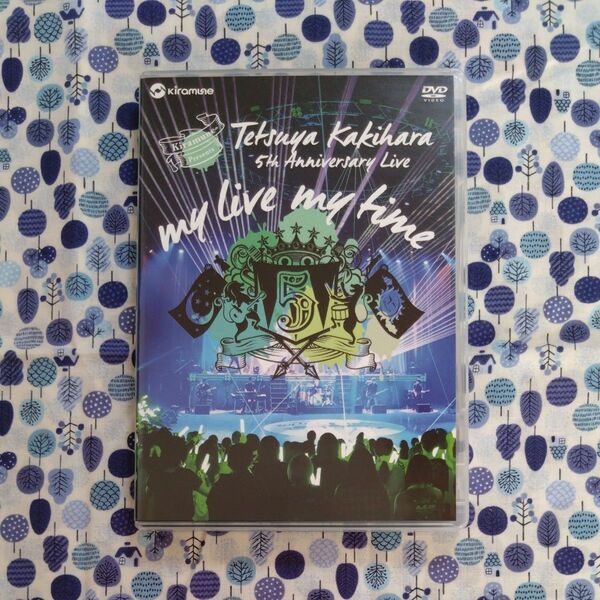 kiramune
DVD
VIDEO
Kiramune
Presents
Tetsuya Kakihara
5th Anniversary Live
my live my time
5